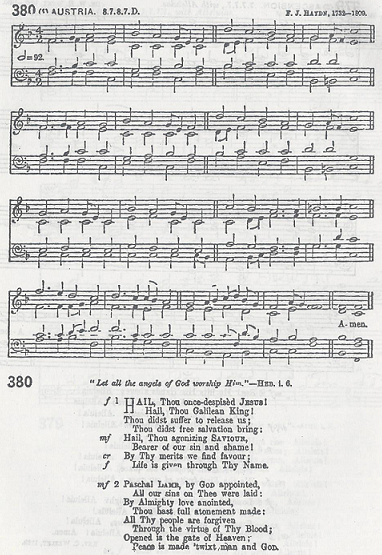 380 (1) AUSTRIA. 8.7.8.7.D. F. J. HAYDN, 1732—1809.
=92.
A- men.
380
"Let all the angels of God worship Him."—HEB. i. 6.
f 1 HAIL, Thou once-despisèd JESUS!
Hail, Thou Galilean King!
Thou didst suffer to release us;
Thou didst free salvation bring;
mf Hail, Thou agonizing SAVIOUR,
Bearer of our sin and shame!
cr By Thy merits we find favour;
f Life is given through Thy Name.
mf 2 Paschal LAMB, by GOD appointed,
All our sins on Thee were laid:
By Almighty love anointed,
Thou hast full atonement made:
All Thy people are forgiven
Through the virtue of Thy Blood;
Opened is the gate of Heaven;
Peace is made 'twixt man and GOD.